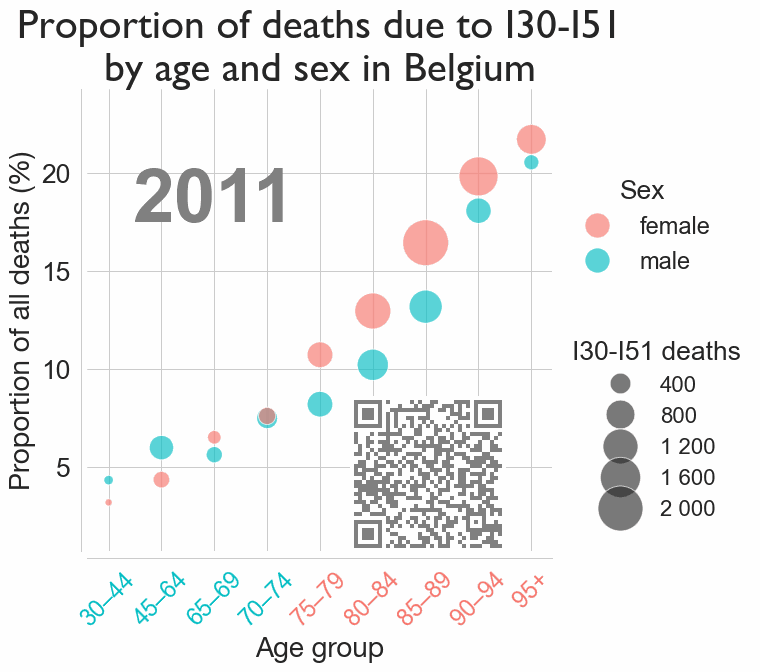 Proportion of deaths due to I30-I51
by age and sex in Belgium
Proportion of all deaths (%)
20
15
10
5
2011
30–44
45–64
65–69
70–74
75–79
80–84
85–89
90–94
95+
Age group
Sex
female
male
I30-I51 deaths
400
800
1 200
1 600
2 000